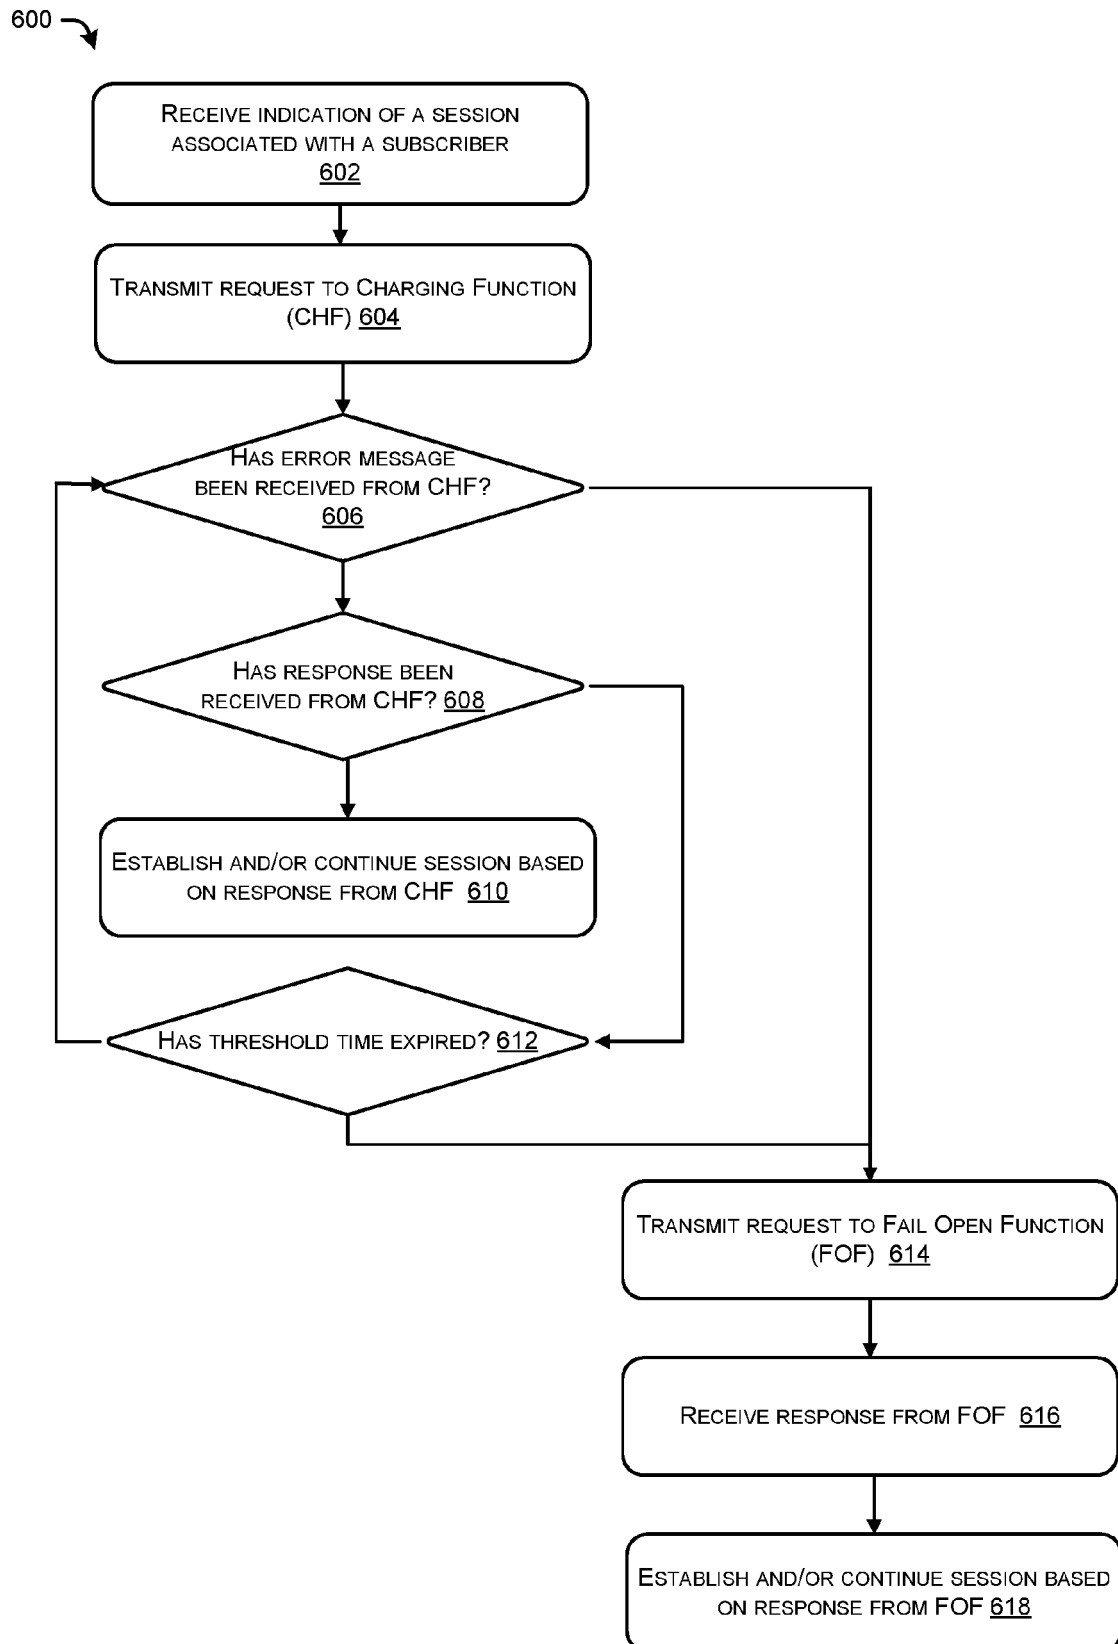 600
RECEIVE INDICATION OF A SESSION
ASSOCIATED WITH A SUBSCRIBER
602
TRANSMIT REQUEST TO CHARGING FUNCTION
(CHF) 604
HAS ERROR MESSAGE
BEEN RECEIVED FROM CHF?
606
HAS RESPONSE BEEN
RECEIVED FROM CHF? 608
ESTABLISH AND/OR CONTINUE SESSION BASED
ON RESPONSE FROM CHF 610
HAS THRESHOLD TIME EXPIRED? 612
TRANSMIT REQUEST TO FAIL OPEN FUNCTION
(FOF) 614
RECEIVE RESPONSE FROM FOF 616
ESTABLISH AND/OR CONTINUE SESSION BASED
ON RESPONSE FROM FOF 618